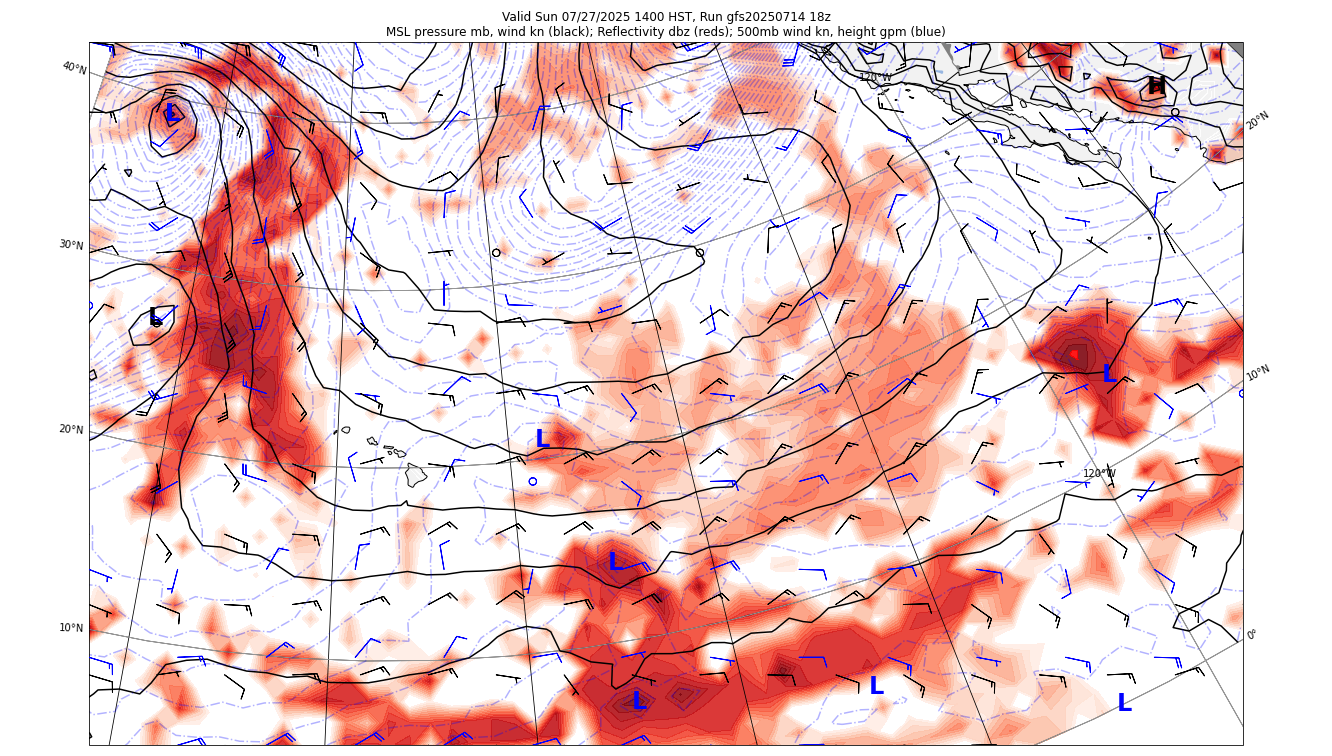 Valid Sun 07/27/2025 1400 HST, Run gfs20250714 18z
MSL pressure mb, wind kn (black); Reflectivity dbz (reds); 500mb wind kn, height gpm (blue)
40°N
120°W
H
L
20°N
30°N
L
10°N
L
20°N
L
120°W
L
10°N
0°
L
L
L